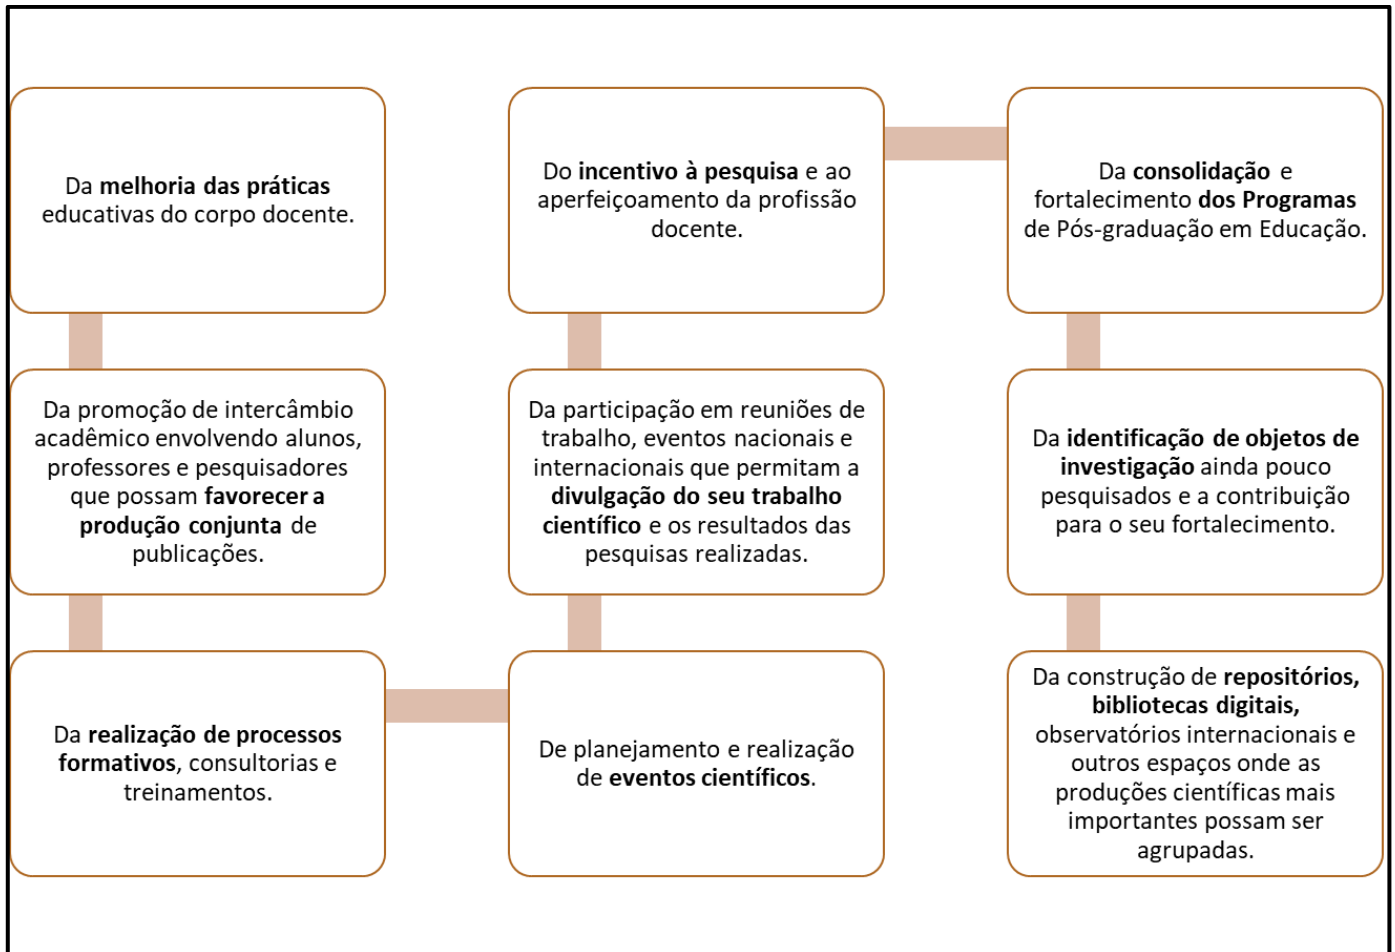 Da melhoria das práticas
educativas do corpo docente.
Da promoção de intercâmbio
acadêmico envolvendo alunos,
professores e pesquisadores
que possam favorecer a
produção conjunta de
publicações.
Da realização de processos
formativos, consultorias e
treinamentos.
De planejamento e realização
de eventos científicos.
Da participação em reuniões de
trabalho, eventos nacionais e
internacionais que permitam a
divulgação do seu trabalho
científico e os resultados das
pesquisas realizadas.
Do incentivo à pesquisa e ao
aperfeiçoamento da profissão
docente.
Da consolidação e
fortalecimento dos Programas
de Pós-graduação em Educação.
Da identificação de objetos de
investigação ainda pouco
pesquisados e a contribuição
para o seu fortalecimento.
Da construção de repositórios,
bibliotecas digitais,
observatórios internacionais e
outros espaços onde as
produções científicas mais
importantes possam ser
agrupadas.